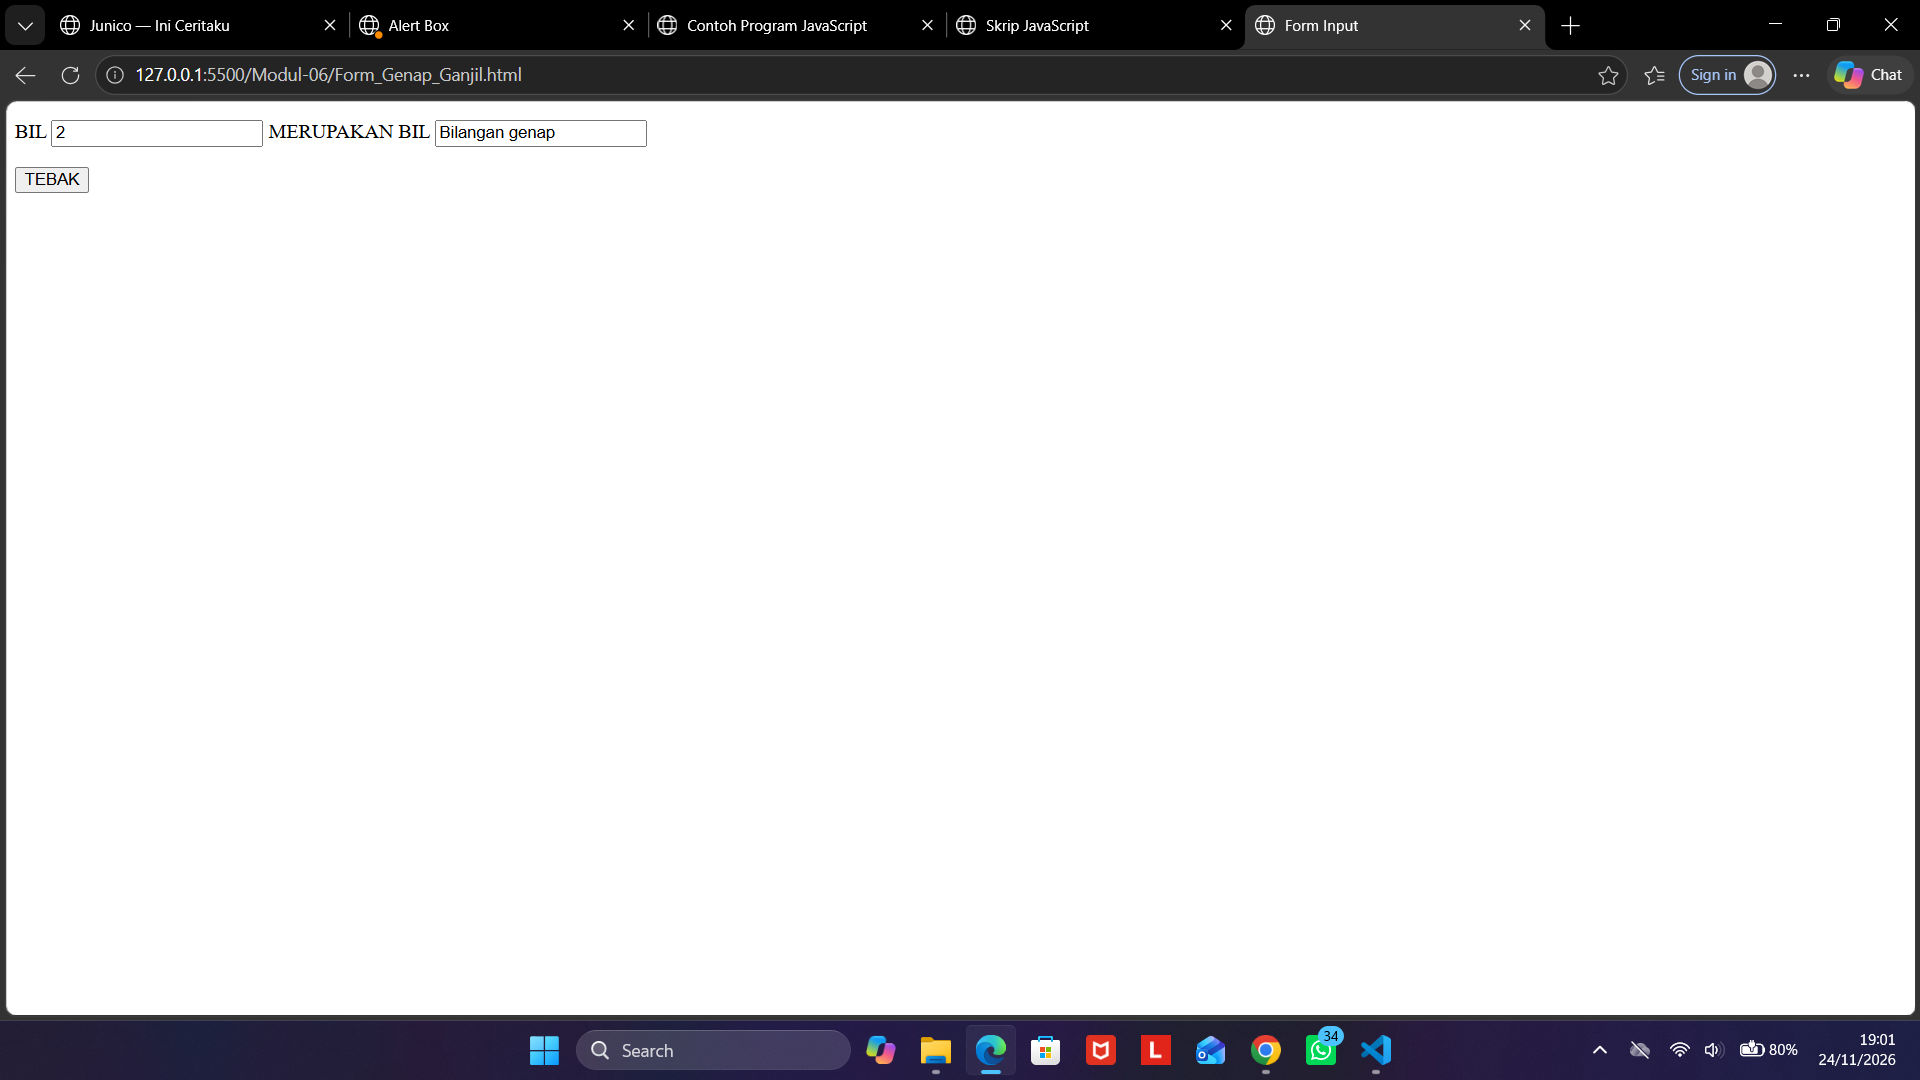 Junico — Ini Ceritaku
Alert Box
Contoh Program JavaScript
Skrip JavaScript
Form Input
127.0.0.1:5500/Modul-06/Form_Genap_Ganjil.html
Sign in
Chat
BIL 2 MERUPAKAN BIL Bilangan genap
TEBAK
Search
L
34
80%
19:01
24/11/2026